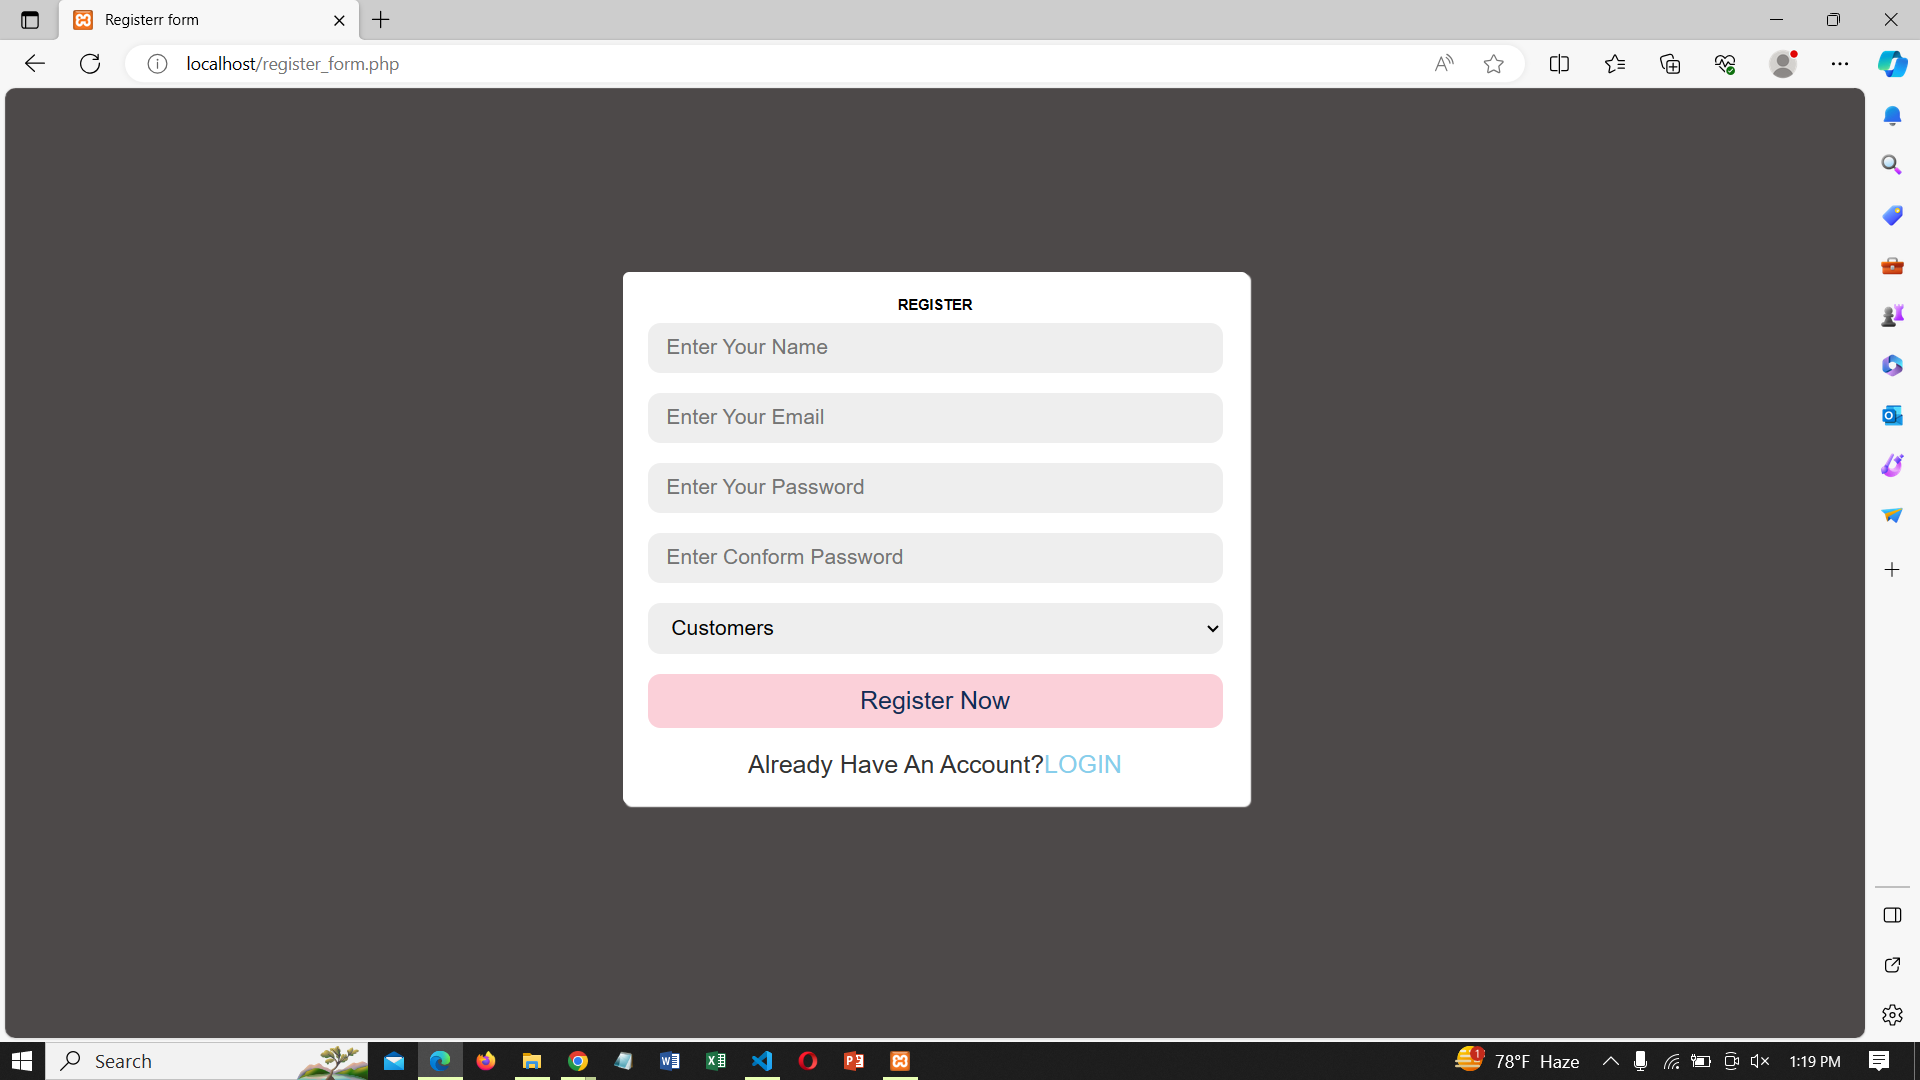 Registerr form
localhost/register_form.php
REGISTER
Enter Your Name
Enter Your Email
Enter Your Password
Enter Conform Password
Customers
Register Now
Already Have An Account?LOGIN
Search
1
78°F Haze
1:19 PM